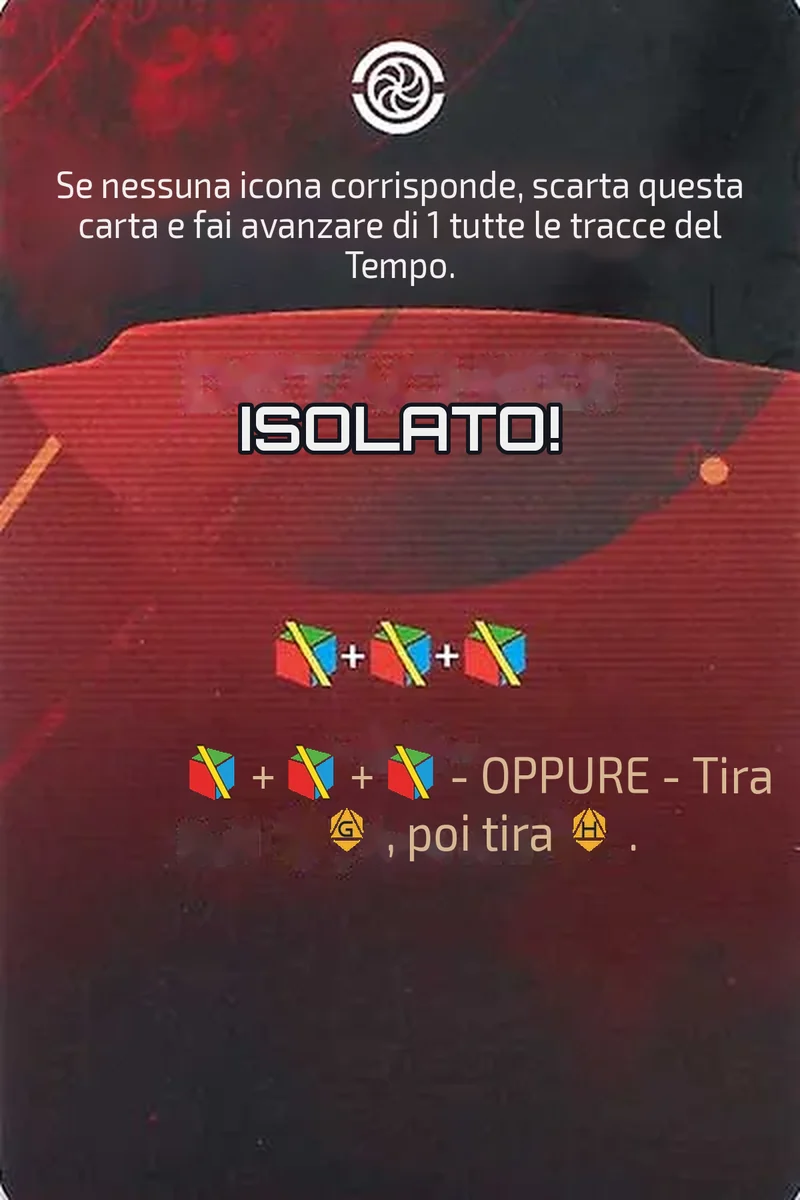 Se nessuna icona corrisponde, scarta questa
carta e fai avanzare di 1 tutte le tracce del
Tempo.
ISOLATO!
+ +
+ + - OPPURE - Tira
G , poi tira H .